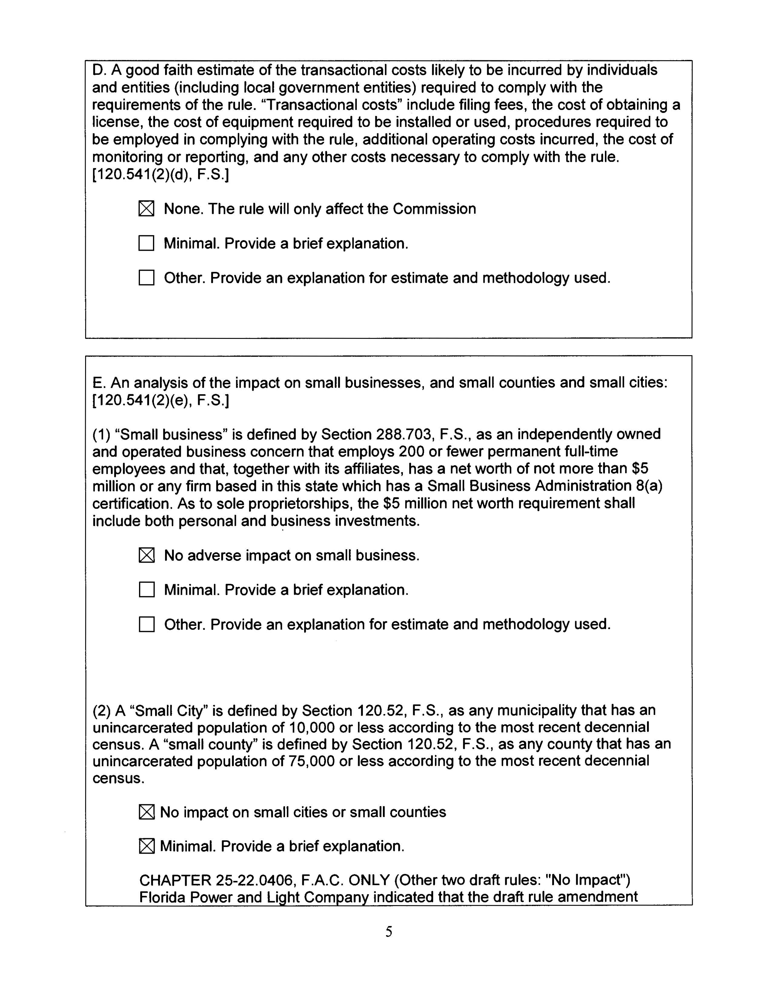 D. A good faith estimate of the transactional costs likely to be incurred by individuals
and entities (including local government entities) required to comply with the
requirements of the rule. “Transactional costs” include filing fees, the cost of obtaining a
license, the cost of equipment required to be installed or used, procedures required to
be employed in complying with the rule, additional operating costs incurred, the cost of
monitoring or reporting, and any other costs necessary to comply with the rule.
[120.541(2)(d), F.S.]
☒ None. The rule will only affect the Commission
☐ Minimal. Provide a brief explanation.
☐ Other. Provide an explanation for estimate and methodology used.
E. An analysis of the impact on small businesses, and small counties and small cities:
[120.541(2)(e), F.S.]
(1) “Small business” is defined by Section 288.703, F.S., as an independently owned
and operated business concern that employs 200 or fewer permanent full-time
employees and that, together with its affiliates, has a net worth of not more than $5
million or any firm based in this state which has a Small Business Administration 8(a)
certification. As to sole proprietorships, the $5 million net worth requirement shall
include both personal and business investments.
☒ No adverse impact on small business.
☐ Minimal. Provide a brief explanation.
☐ Other. Provide an explanation for estimate and methodology used.
(2) A “Small City” is defined by Section 120.52, F.S., as any municipality that has an
unincarcerated population of 10,000 or less according to the most recent decennial
census. A “small county” is defined by Section 120.52, F.S., as any county that has an
unincarcerated population of 75,000 or less according to the most recent decennial
census.
☒ No impact on small cities or small counties
☒ Minimal. Provide a brief explanation.
CHAPTER 25-22.0406, F.A.C. ONLY (Other two draft rules: "No Impact")
Florida Power and Light Company indicated that the draft rule amendment
5